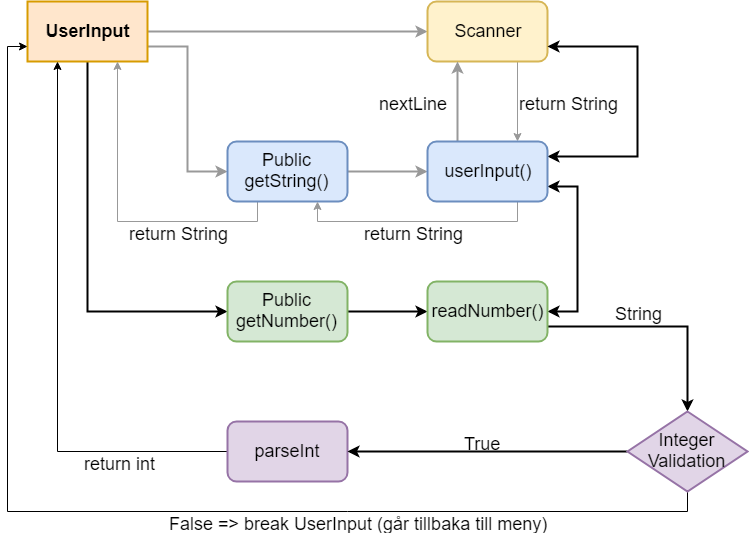 UserInput
Scanner
nextLine
return String
Public
getString()
userInput()
return String
return String
Public
getNumber()
readNumber()
String
Integer
Validation
True
parseInt
return int
False => break UserInput (går tillbaka till meny)